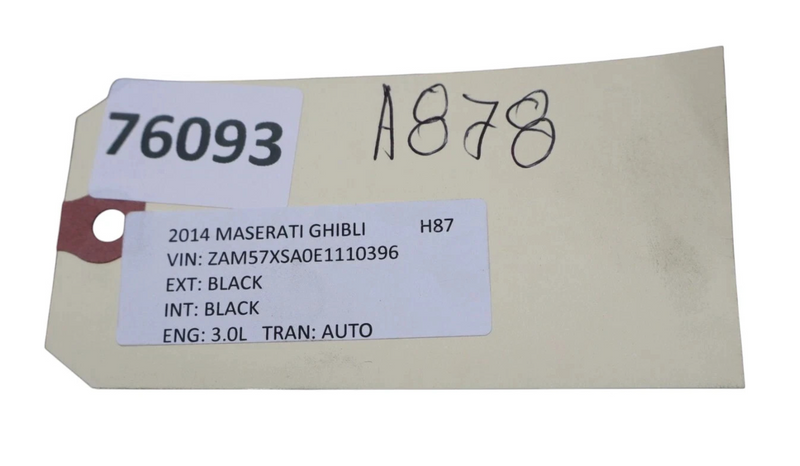 76093
A878
2014 MASERATI GHIBLI H87
VIN: ZAM57XSA0E1110396
EXT: BLACK
INT: BLACK
ENG: 3.0L TRAN: AUTO